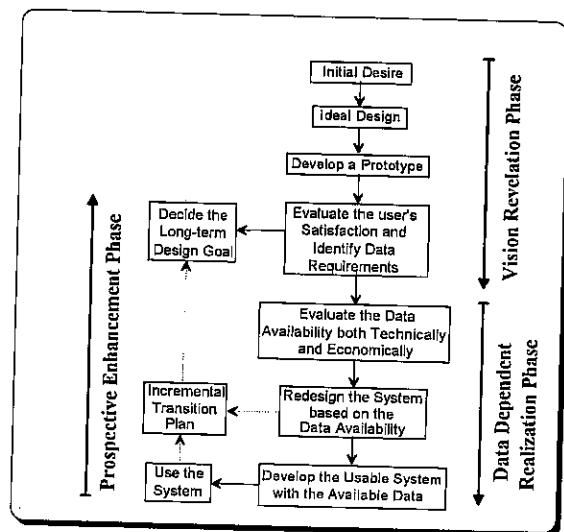 Initial Desire
Ideal Design
Develop a Prototype
Evaluate the user's
Satisfaction and
Identify Data
Requirements
Decide the
Long-term
Design Goal
Evaluate the Data
Availability both Technically
and Economically
Redesign the System
based on the
Data Availability
Incremental
Transition
Plan
Develop the Usable System
with the Available Data
Use the
System
Prospective Enhancement Phase
Vision Revelation Phase
Data Dependent
Realization Phase